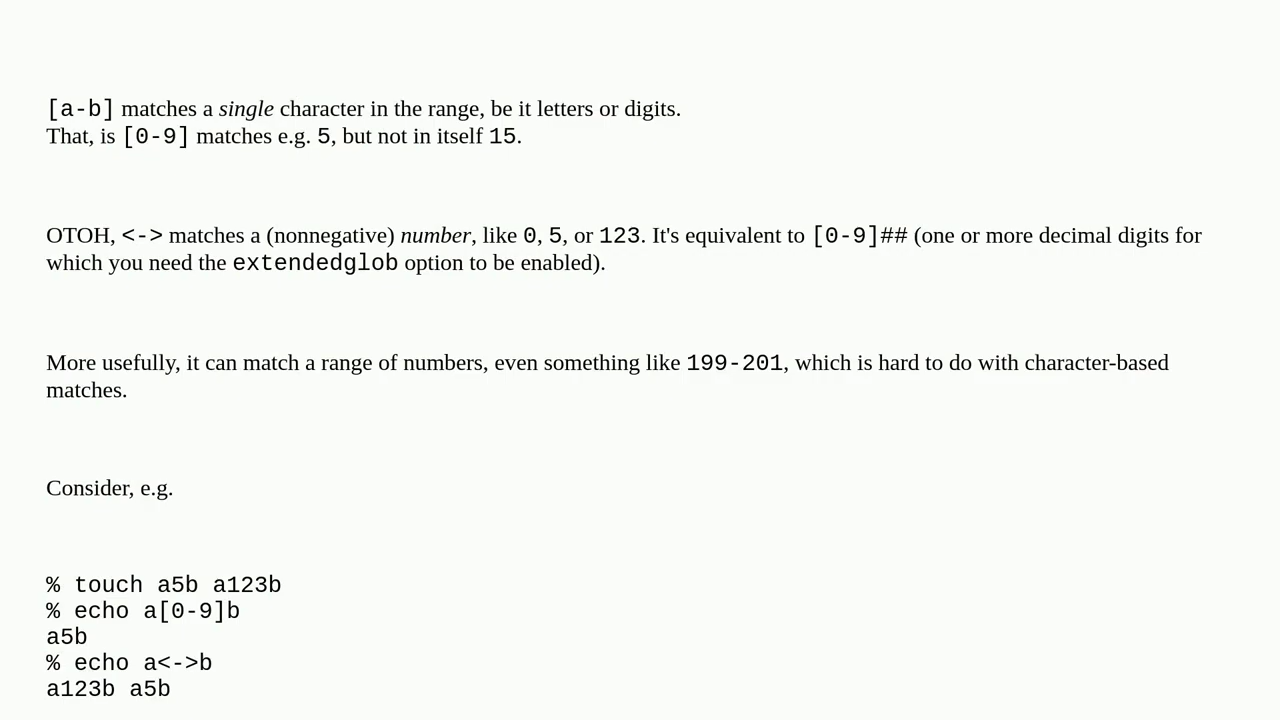 [a-b] matches a single character in the range, be it letters or digits.
That, is [0-9] matches e.g. 5, but not in itself 15.
OTOH, <-> matches a (nonnegative) number, like 0, 5, or 123. It's equivalent to [0-9]## (one or more decimal digits for
which you need the extendedglob option to be enabled).
More usefully, it can match a range of numbers, even something like 199-201, which is hard to do with character-based
matches.
Consider, e.g.
% touch a5b a123b
% echo a[0-9]b
a5b
% echo a<->b
a123b a5b